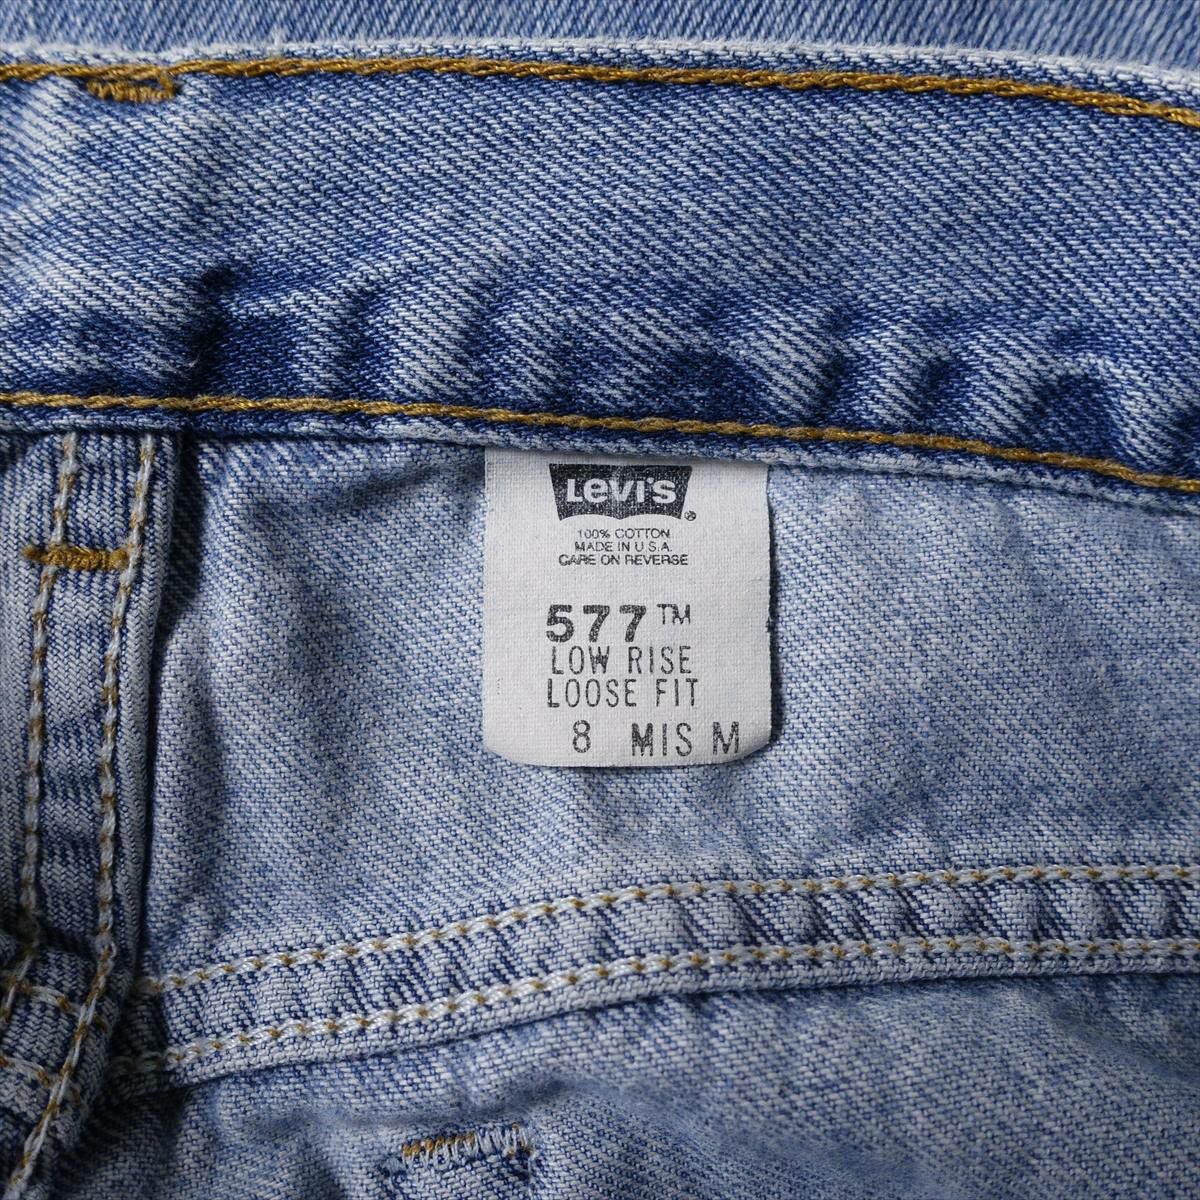 Levi's®
100% COTTON
MADE IN U.S.A.
CARE ON REVERSE
577™
LOW RISE
LOOSE FIT
8 MIS M